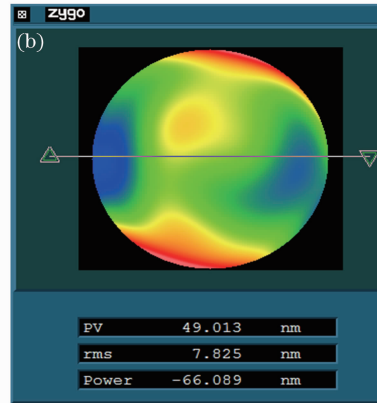 zygo
(b)
PV 49.013 nm
rms 7.825 nm
Power -66.089 nm